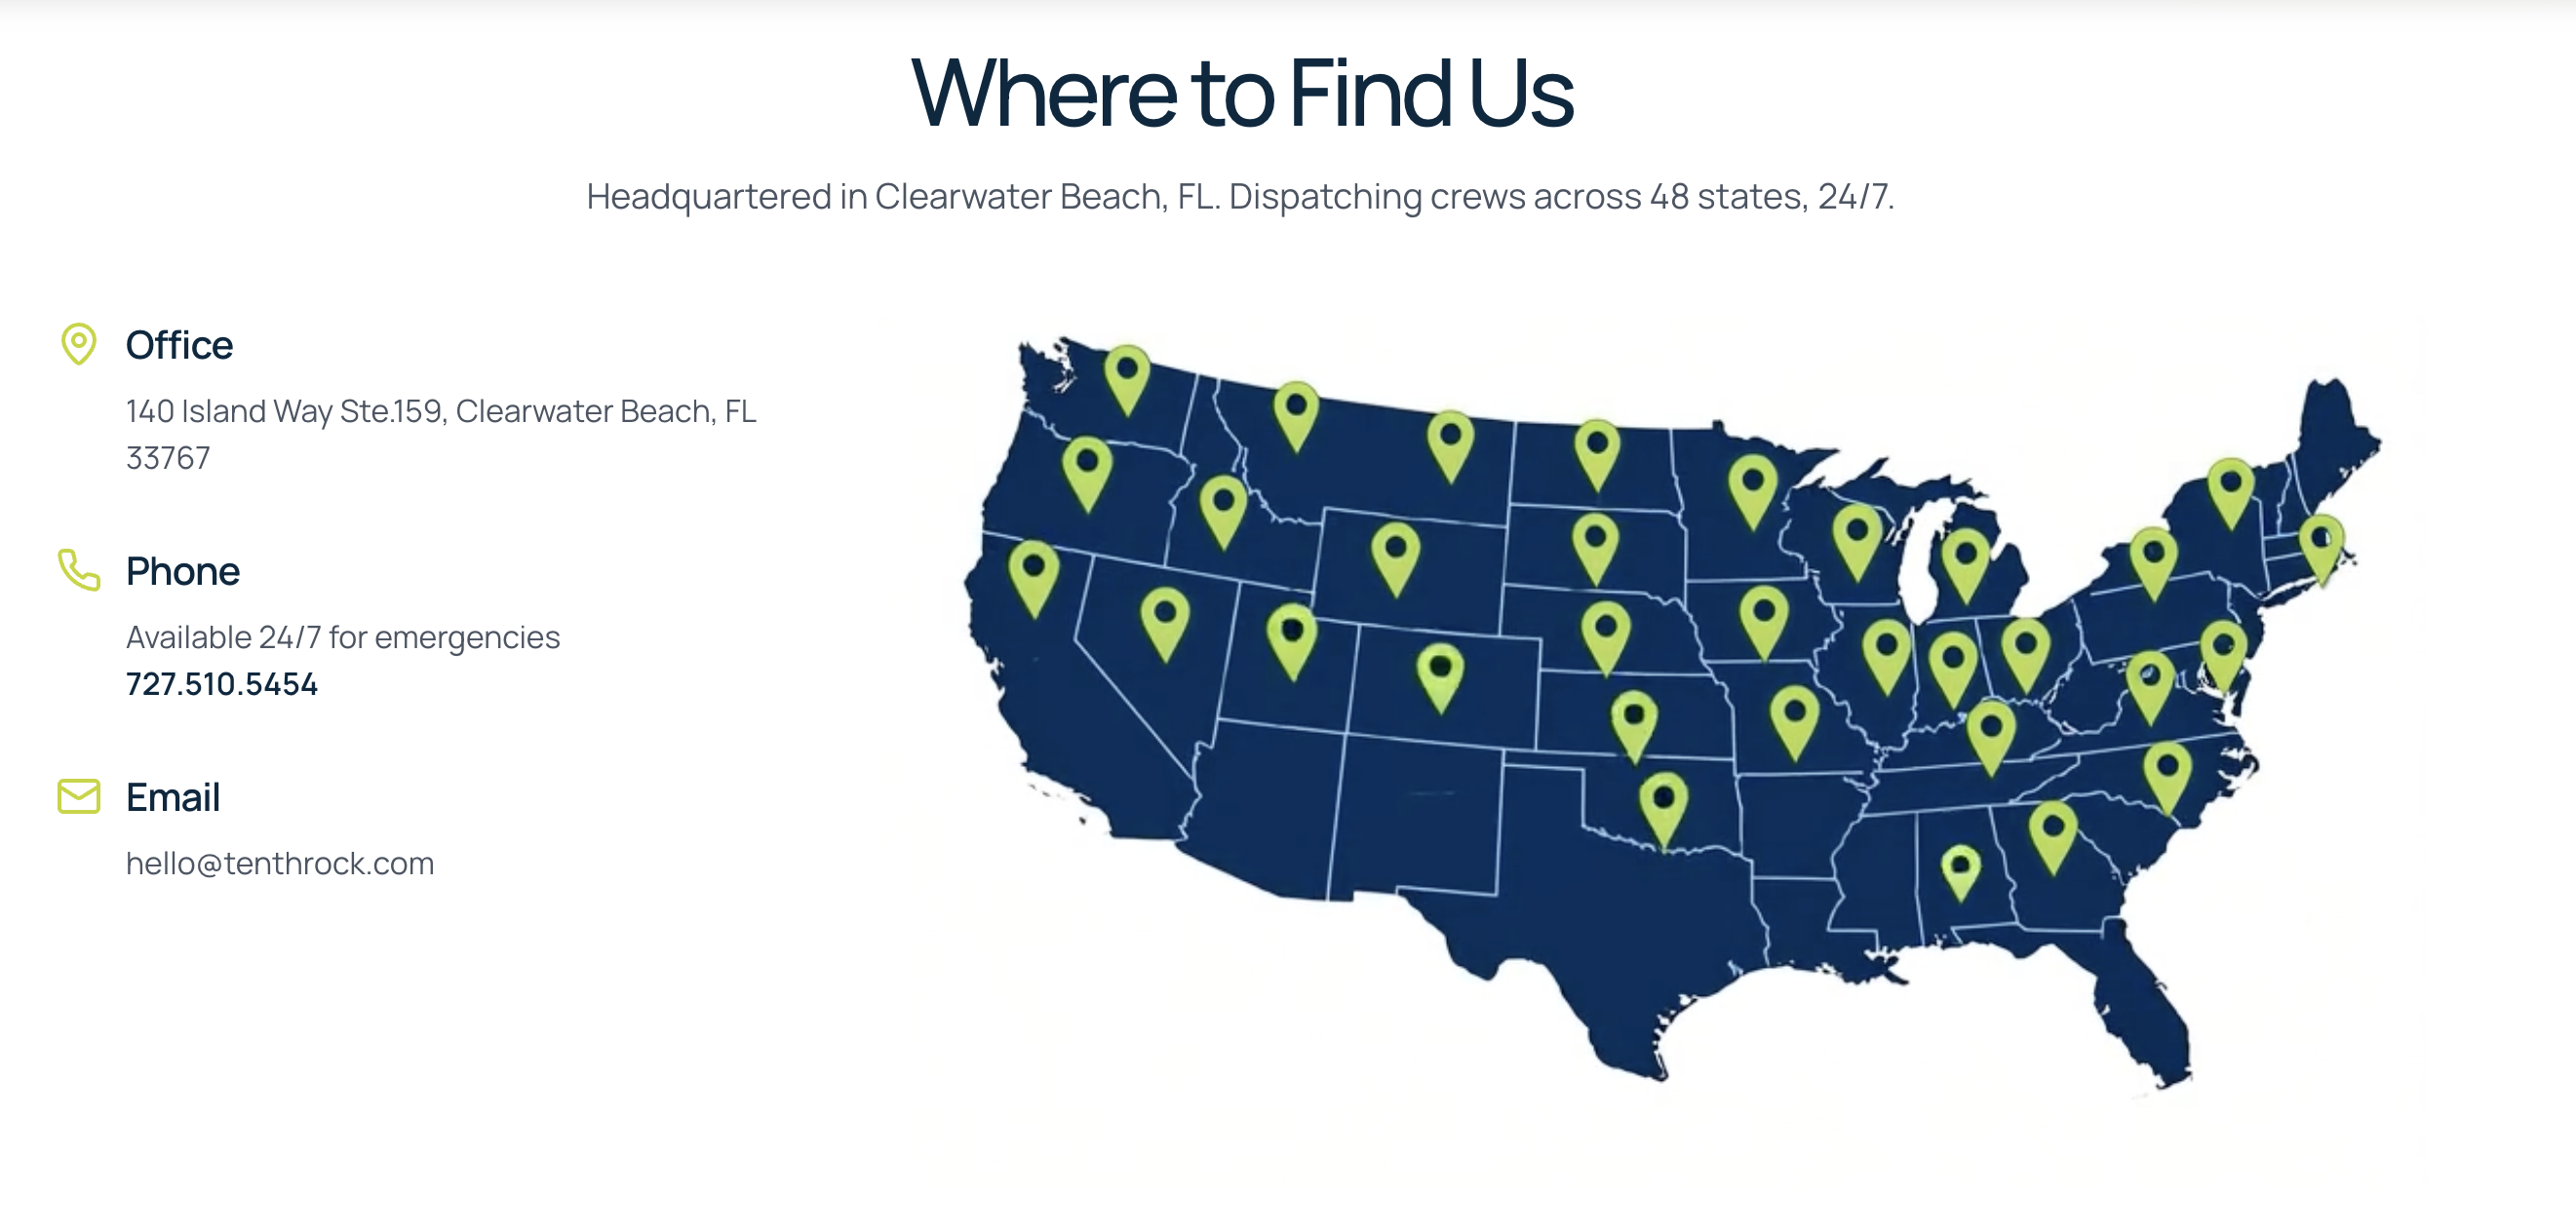 Where to Find Us
Headquartered in Clearwater Beach, FL. Dispatching crews across 48 states, 24/7.
Office
140 Island Way Ste.159, Clearwater Beach, FL
33767
Phone
Available 24/7 for emergencies
727.510.5454
Email
hello@tenthrock.com